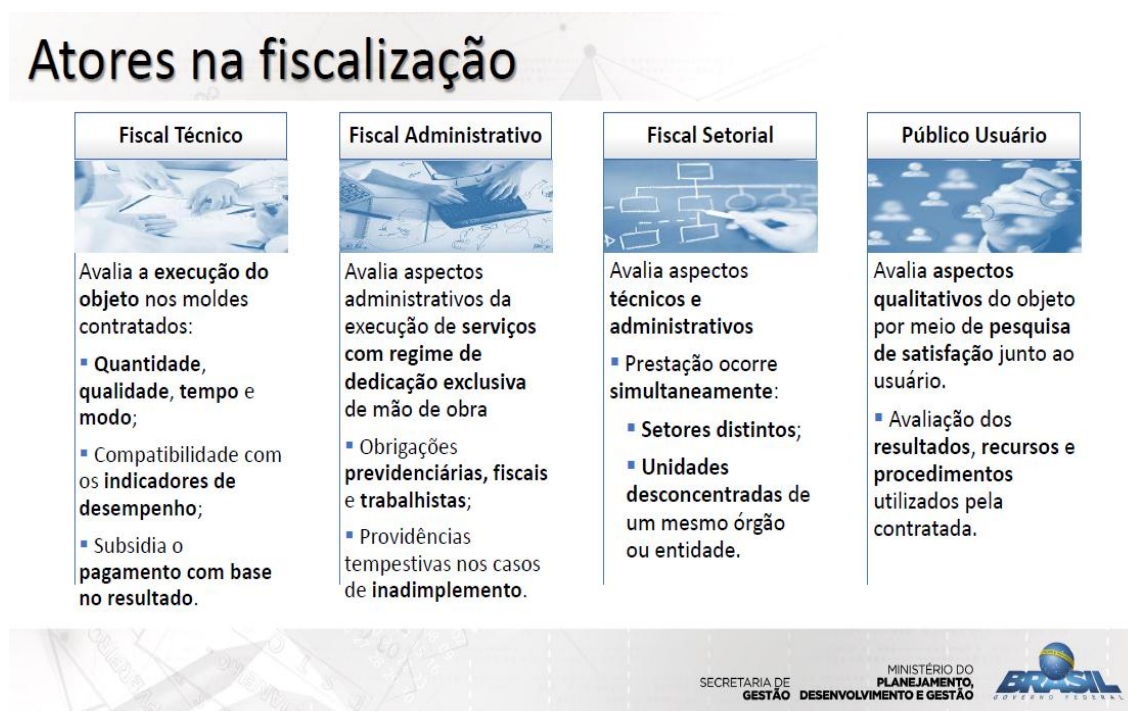 Atores na fiscalização
Fiscal Técnico
Avalia a execução do
objeto nos moldes
contratados:
▪ Quantidade,
qualidade, tempo e
modo;
▪ Compatibilidade com
os indicadores de
desempenho;
▪ Subsidia o
pagamento com base
no resultado.
Fiscal Administrativo
Avalia aspectos
administrativos da
execução de serviços
com regime de
dedicação exclusiva
de mão de obra
▪ Obrigações
previdenciárias, fiscais
e trabalhistas;
▪ Providências
tempestivas nos casos
de inadimplemento.
Fiscal Setorial
Avalia aspectos
técnicos e
administrativos
▪ Prestação ocorre
simultaneamente:
▪ Setores distintos;
▪ Unidades
desconcentradas de
um mesmo órgão
ou entidade.
Público Usuário
Avalia aspectos
qualitativos do objeto
por meio de pesquisa
de satisfação junto ao
usuário.
▪ Avaliação dos
resultados, recursos e
procedimentos
utilizados pela
contratada.
SECRETARIA DE
GESTÃO
MINISTÉRIO DO
PLANEJAMENTO,
DESENVOLVIMENTO E GESTÃO
BRASIL
GOVERNO FEDERAL